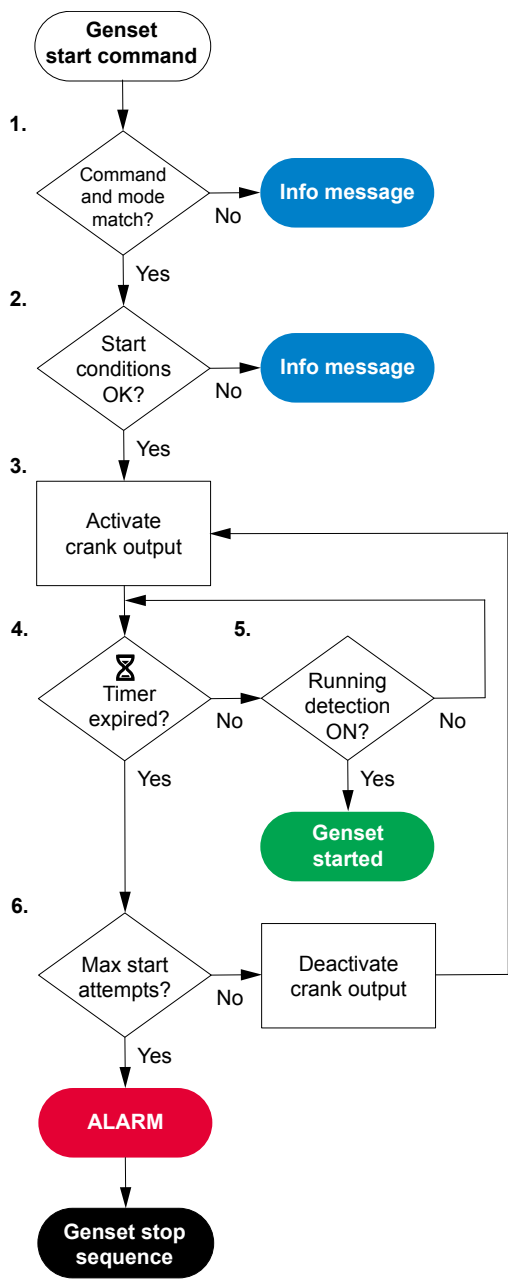 Genset
start command
1.
Command
and mode
match?
No
Info message
Yes
2.
Start
conditions
OK?
No
Info message
Yes
3.
Activate
crank output
4.
Timer
expired?
No
5.
Running
detection
ON?
No
Yes
Yes
Genset
started
6.
Max start
attempts?
No
Deactivate
crank output
Yes
ALARM
Genset stop
sequence